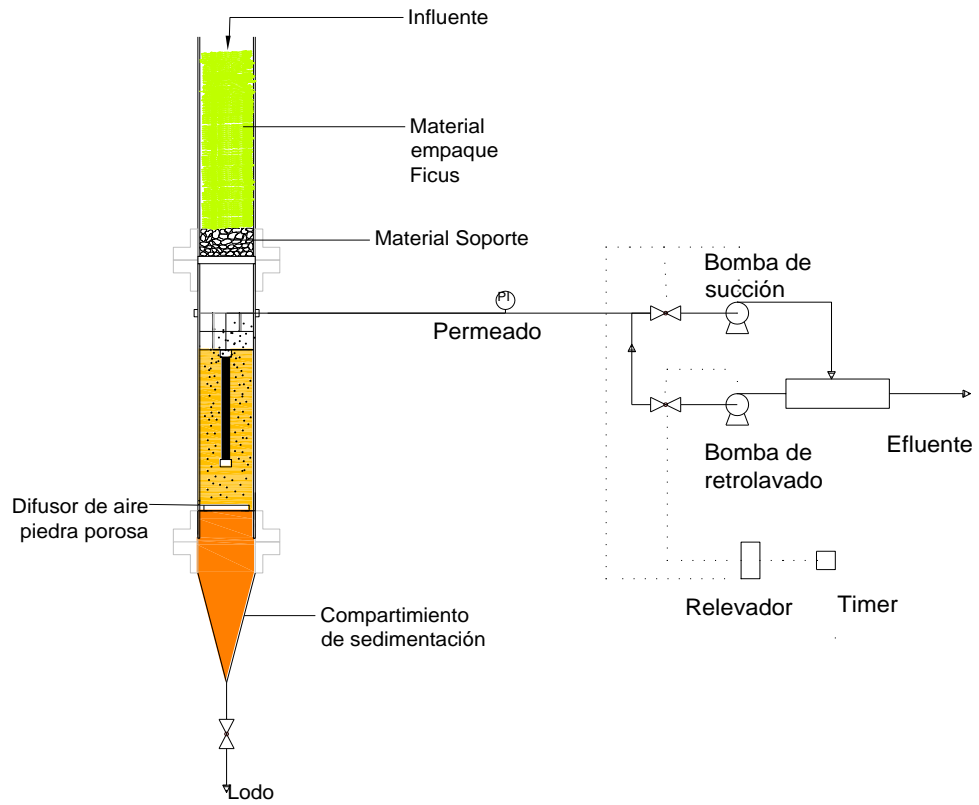 Influente
Material
empaque
Ficus
Material Soporte
PI
Permeado
Bomba de
succión
Bomba de
retrolavado
Efluente
Difusor de aire
piedra porosa
Relevador
Timer
Compartimiento
de sedimentación
Lodo